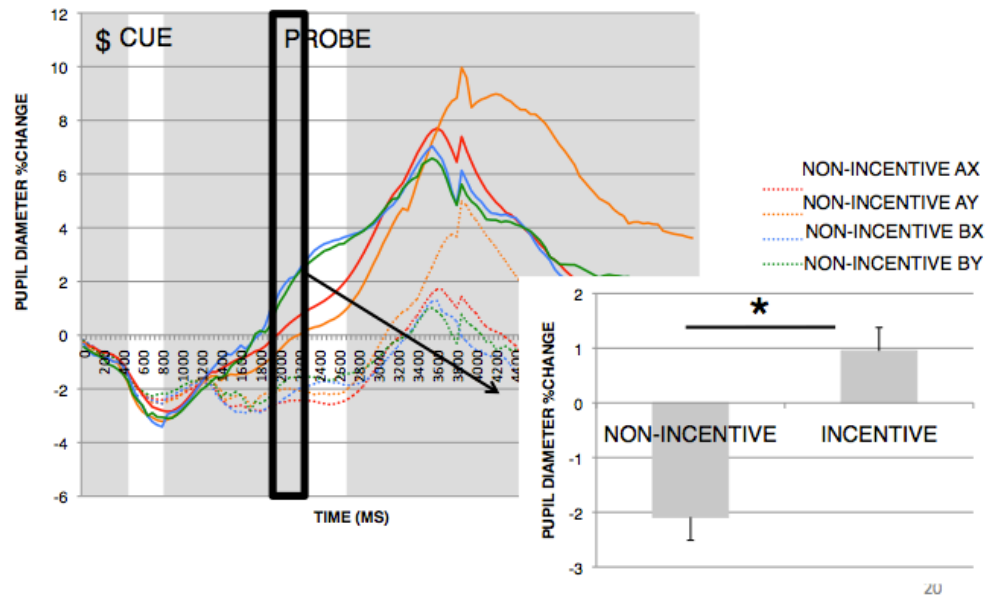 12
10
8
6
4
2
0
-2
-4
-6
PUPIL DIAMETER %CHANGE
$ CUE
PROBE
0 200 400 600 800 1000 1200 1400 1600 1800 2000 2200 2400 2600 2800 3000 3200 3400 3600 3800 4000 4200
TIME (MS)
NON-INCENTIVE AX
NON-INCENTIVE AY
NON-INCENTIVE BX
NON-INCENTIVE BY
2
1
0
-1
-2
-3
PUPIL DIAMETER %CHANGE
*
NON-INCENTIVE
INCENTIVE
20